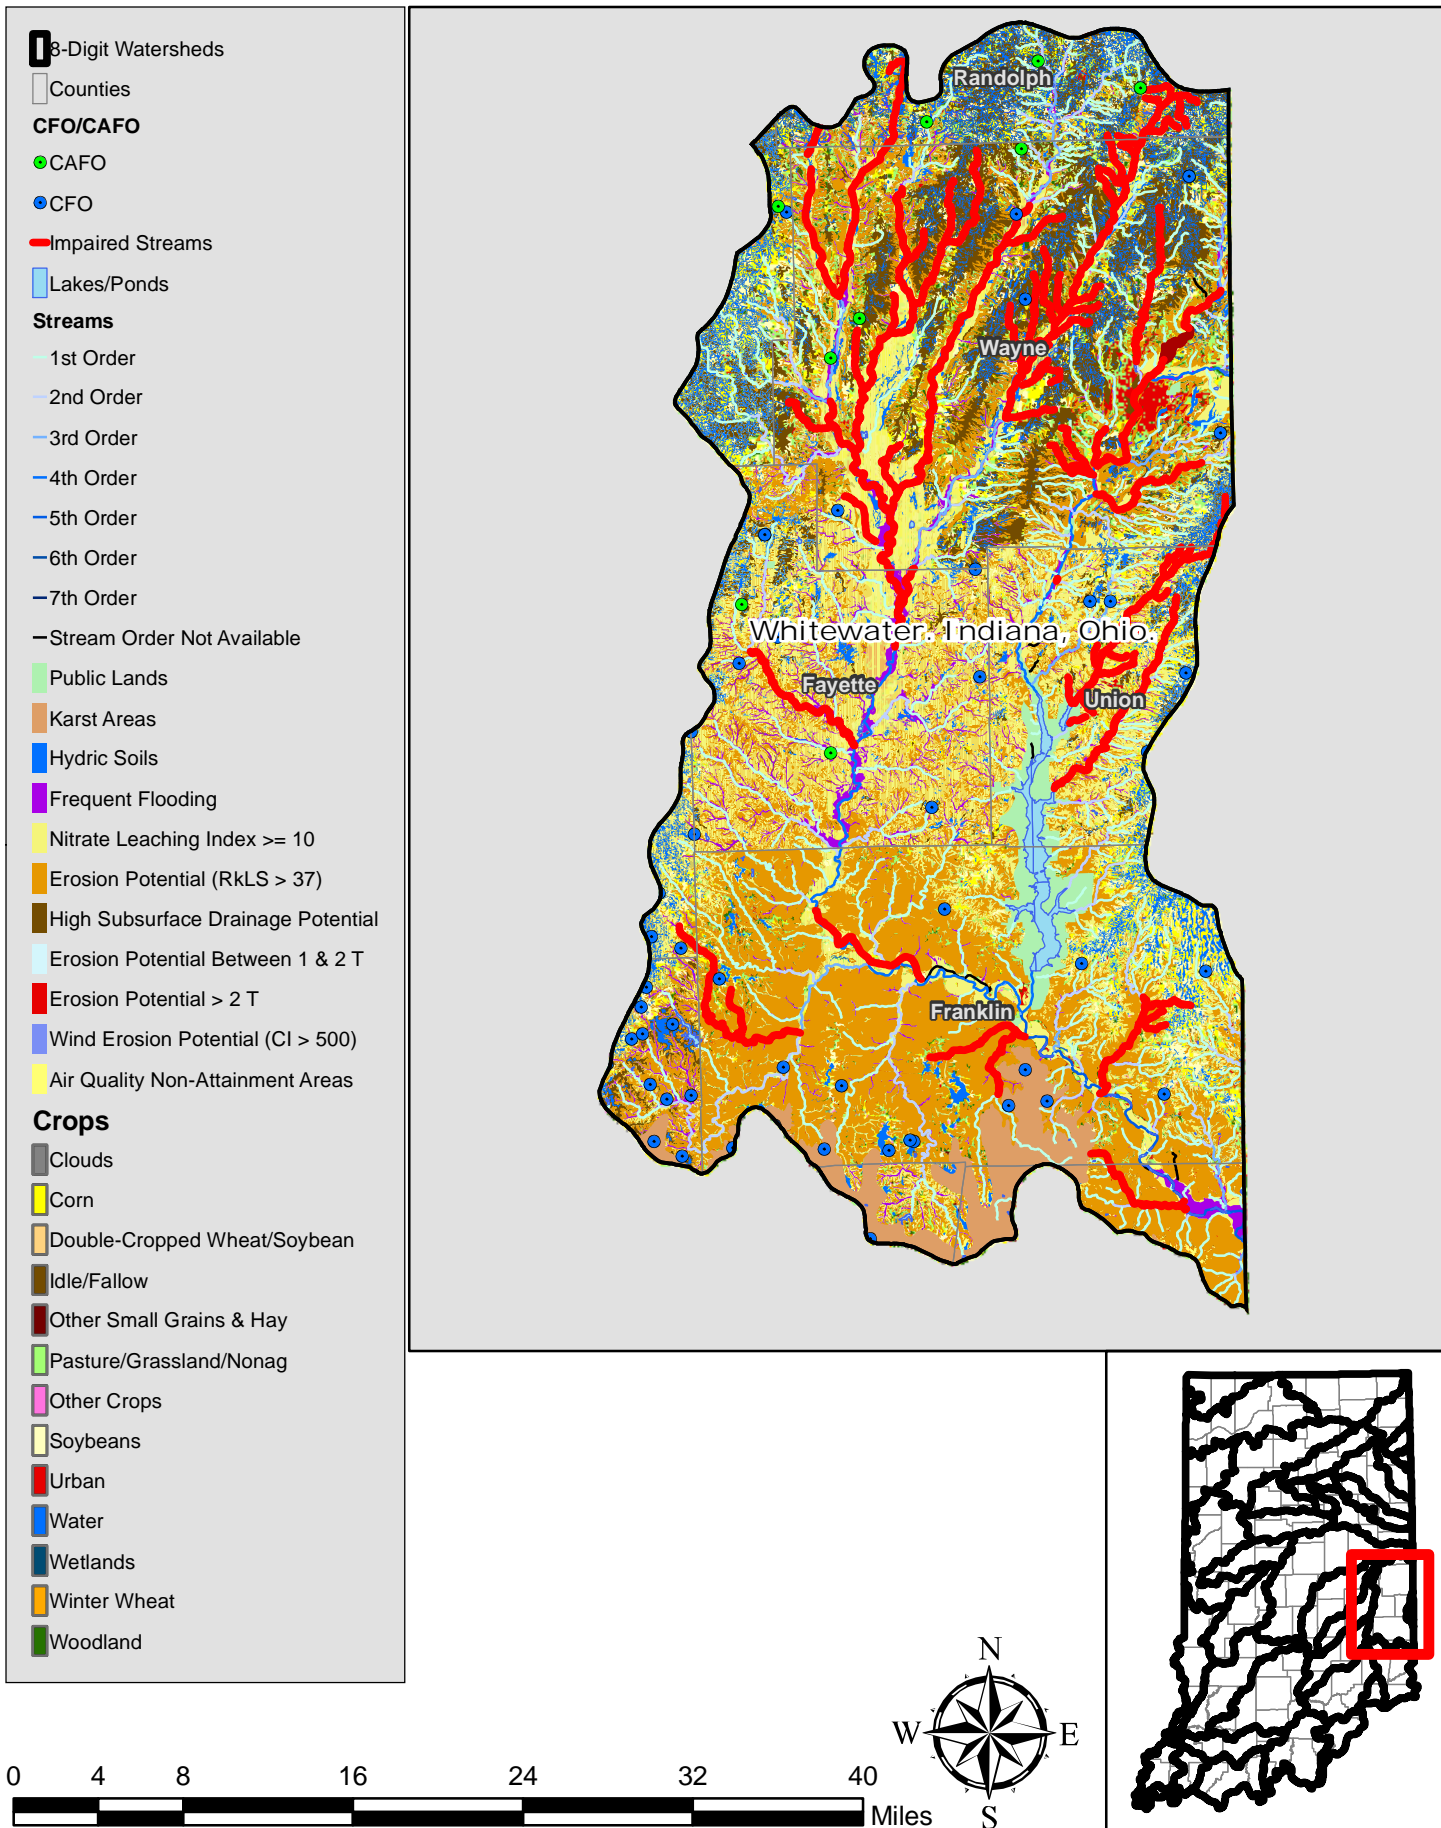 8-Digit Watersheds
Counties
CFO/CAFO
CAFO
CFO
Impaired Streams
Lakes/Ponds
Streams
1st Order
2nd Order
3rd Order
4th Order
5th Order
6th Order
7th Order
Stream Order Not Available
Public Lands
Karst Areas
Hydric Soils
Frequent Flooding
Nitrate Leaching Index >= 10
Erosion Potential (RkLS > 37)
High Subsurface Drainage Potential
Erosion Potential Between 1 & 2 T
Erosion Potential > 2 T
Wind Erosion Potential (CI > 500)
Air Quality Non-Attainment Areas
Crops
Clouds
Corn
Double-Cropped Wheat/Soybean
Idle/Fallow
Other Small Grains & Hay
Pasture/Grassland/Nonag
Other Crops
Soybeans
Urban
Water
Wetlands
Winter Wheat
Woodland
Randolph
Wayne
Whitewater. Indiana, Ohio.
Fayette
Union
Franklin
N
W E
S
0 4 8 16 24 32 40
Miles